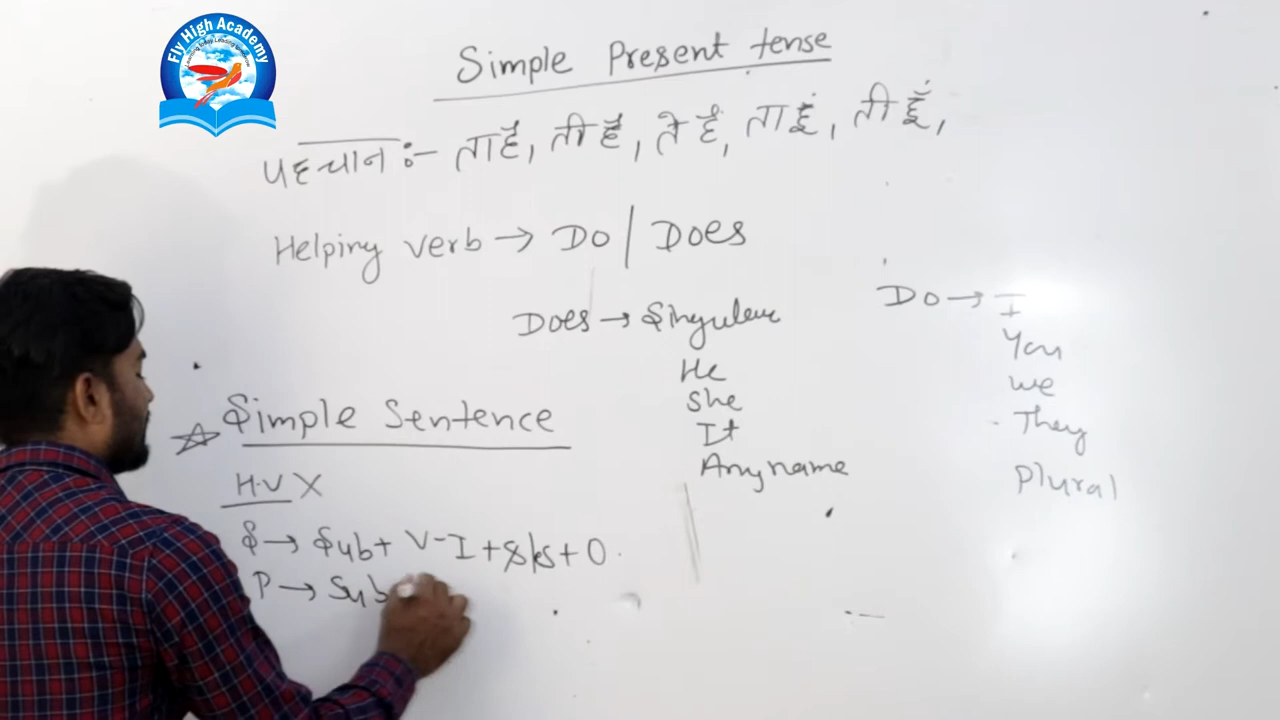 Fly High Academy
Simple Present tense
पहचान :- ता है, ती है, ते है, ता हूं, ती हूँ,
Helping verb → DO | DOES
DOES → Singular
He
She
It
Any name
DO → I
You
we
They
Plural
Simple Sentence
H.V X
S → Sub + V-I + s/es + O.
P → Sub